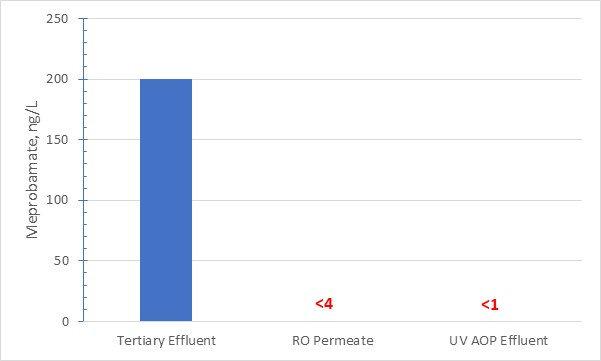 250
200
150
100
50
0
Meprobamate, ng/L
<4
<1
Tertiary Effluent
RO Permeate
UV AOP Effluent